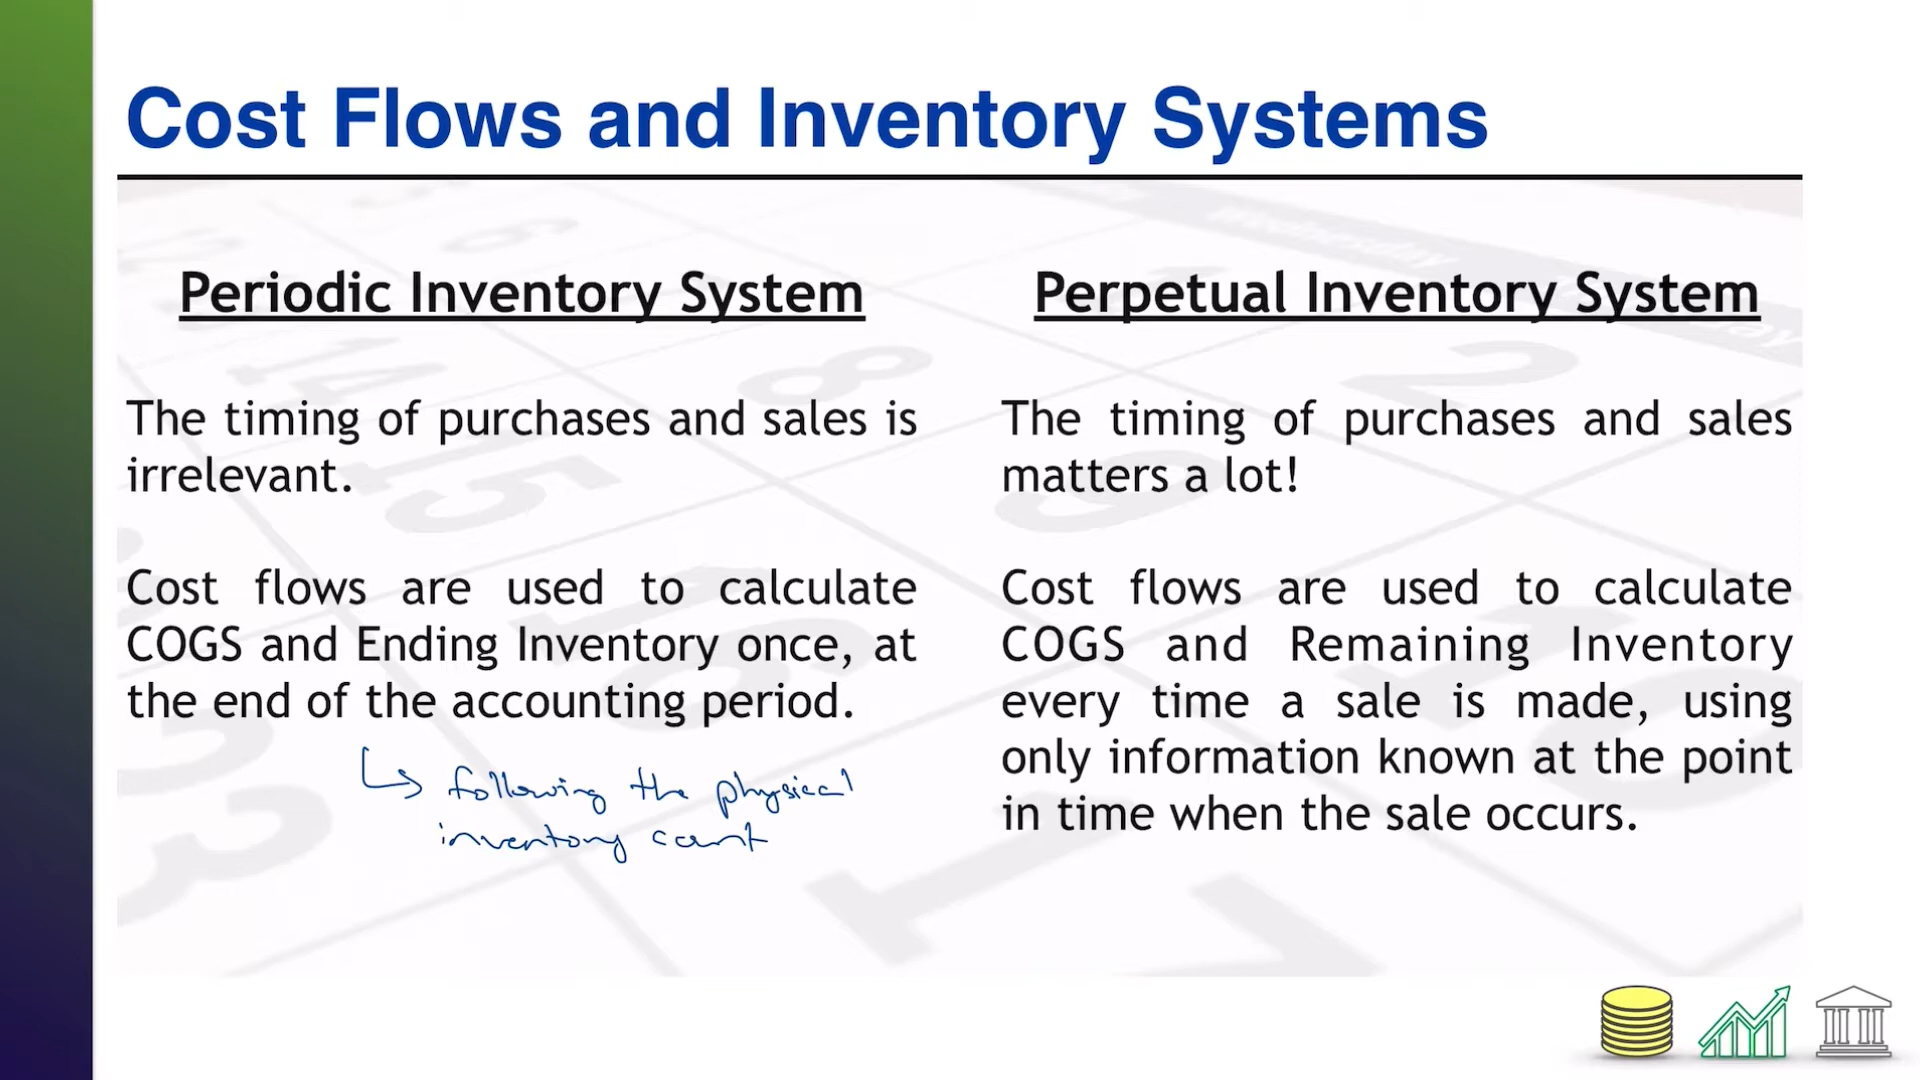 Cost Flows and Inventory Systems
Periodic Inventory System
The timing of purchases and sales is
irrelevant.
Cost flows are used to calculate
COGS and Ending Inventory once, at
the end of the accounting period.
↳ following the physical
inventory count
Perpetual Inventory System
The timing of purchases and sales
matters a lot!
Cost flows are used to calculate
COGS and Remaining Inventory
every time a sale is made, using
only information known at the point
in time when the sale occurs.